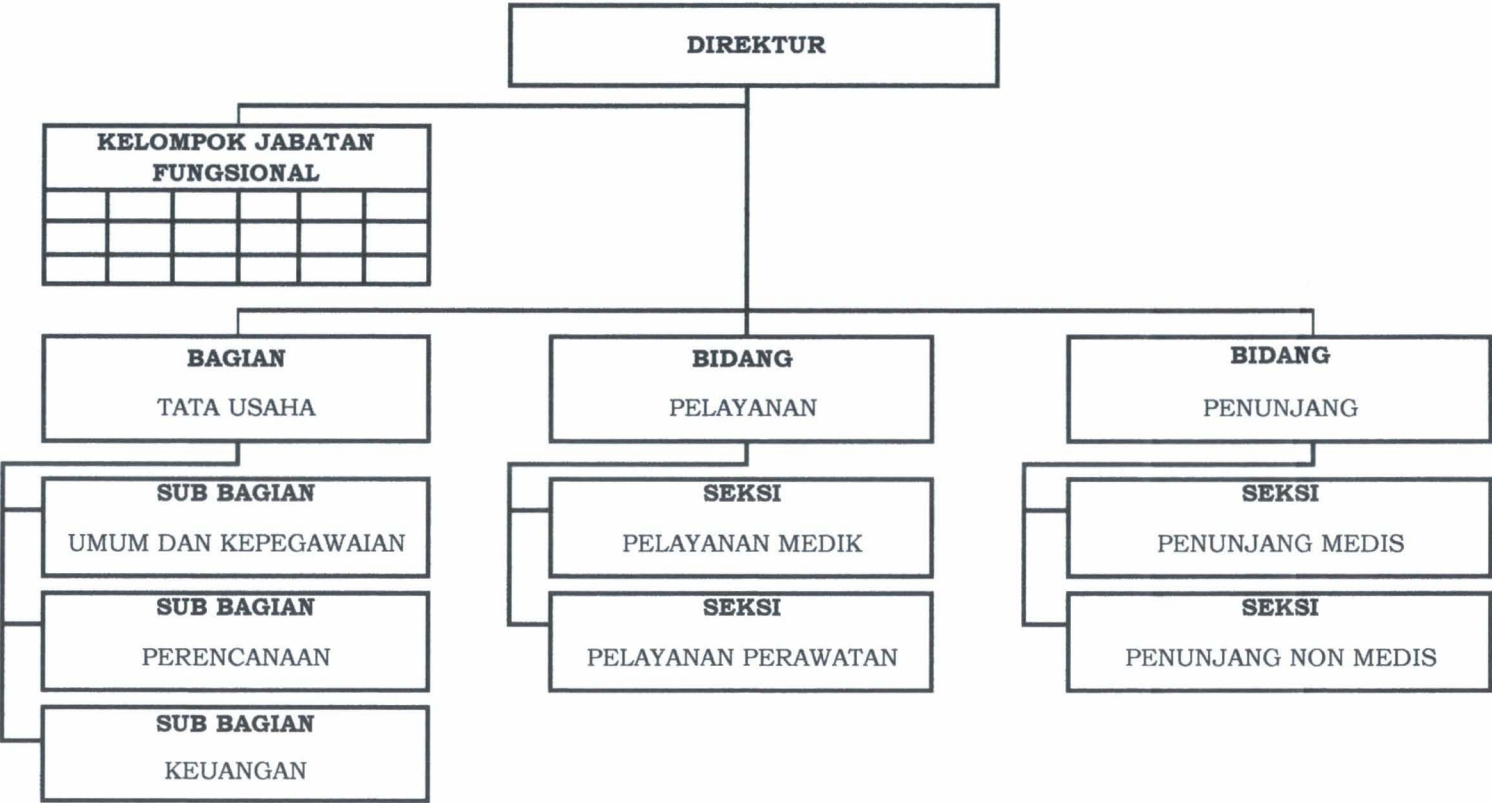 DIREKTUR
KELOMPOK JABATAN
FUNGSIONAL
BAGIAN
TATA USAHA
BIDANG
PELAYANAN
BIDANG
PENUNJANG
SUB BAGIAN
UMUM DAN KEPEGAWAIAN
SEKSI
PELAYANAN MEDIK
SEKSI
PENUNJANG MEDIS
SUB BAGIAN
PERENCANAAN
SEKSI
PELAYANAN PERAWATAN
SEKSI
PENUNJANG NON MEDIS
SUB BAGIAN
KEUANGAN